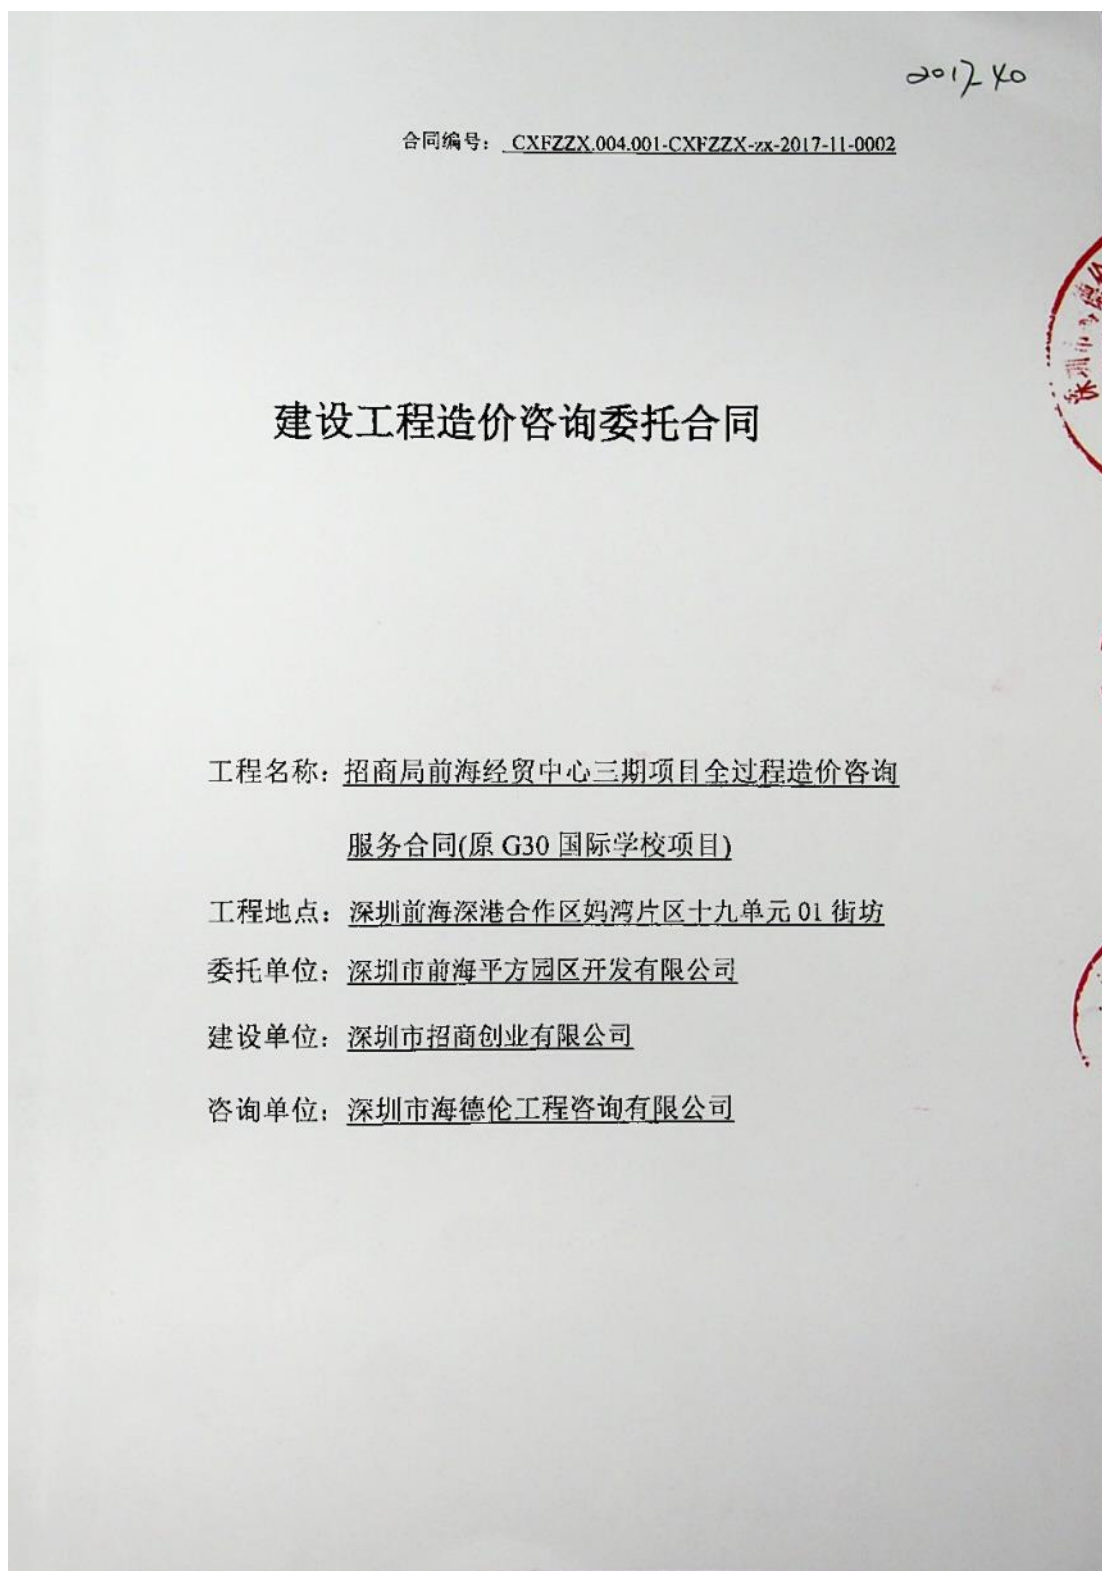 2017-40
合同编号： CXFZZX.004.001-CXFZZX-zx-2017-11-0002
建设工程造价咨询委托合同
工程名称：招商局前海经贸中心三期项目全过程造价咨询
服务合同(原 G30 国际学校项目)
工程地点：深圳前海深港合作区妈湾片区十九单元 01 街坊
委托单位：深圳市前海平方园区开发有限公司
建设单位：深圳市招商创业有限公司
咨询单位：深圳市海德伦工程咨询有限公司